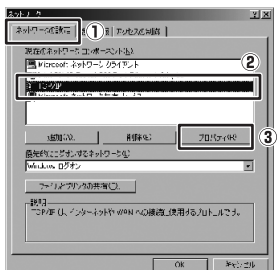 ネットワーク
ネットワークの設定 ① アクセスの制御
現在のネットワーク コンポーネント(N):
Microsoft ネットワーク クライアント
②
TCP/IP
追加(A)... 削除(E) プロパティ(R)
③
優先的にログオンするネットワーク(L):
Windows ログオン
ファイルとプリンタの共有(F)...
説明
TCP/IP は、インターネットや WAN への接続に使用するプロトコルです。
OK キャンセル